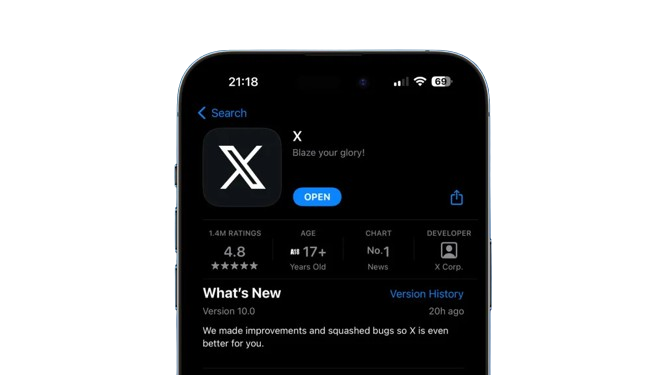 21:18
69
Search
X
Blaze your glory!
OPEN
1.4M RATINGS
4.8
AGE
17+
Years Old
CHART
No.1
News
DEVELOPER
X Corp.
What's New
Version History
Version 10.0
20h ago
We made improvements and squashed bugs so X is even
better for you.